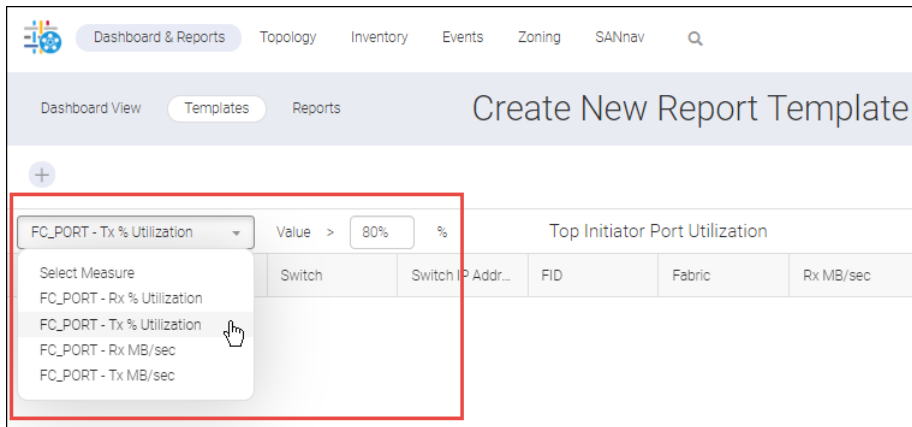 Dashboard & Reports Topology Inventory Events Zoning SANnav
Dashboard View Templates Reports Create New Report Template
FC_PORT - Tx % Utilization Value > 80% % Top Initiator Port Utilization
Switch Switch IP Addr... FID Fabric Rx MB/sec
Select Measure
FC_PORT - Rx % Utilization
FC_PORT - Tx % Utilization
FC_PORT - Rx MB/sec
FC_PORT - Tx MB/sec